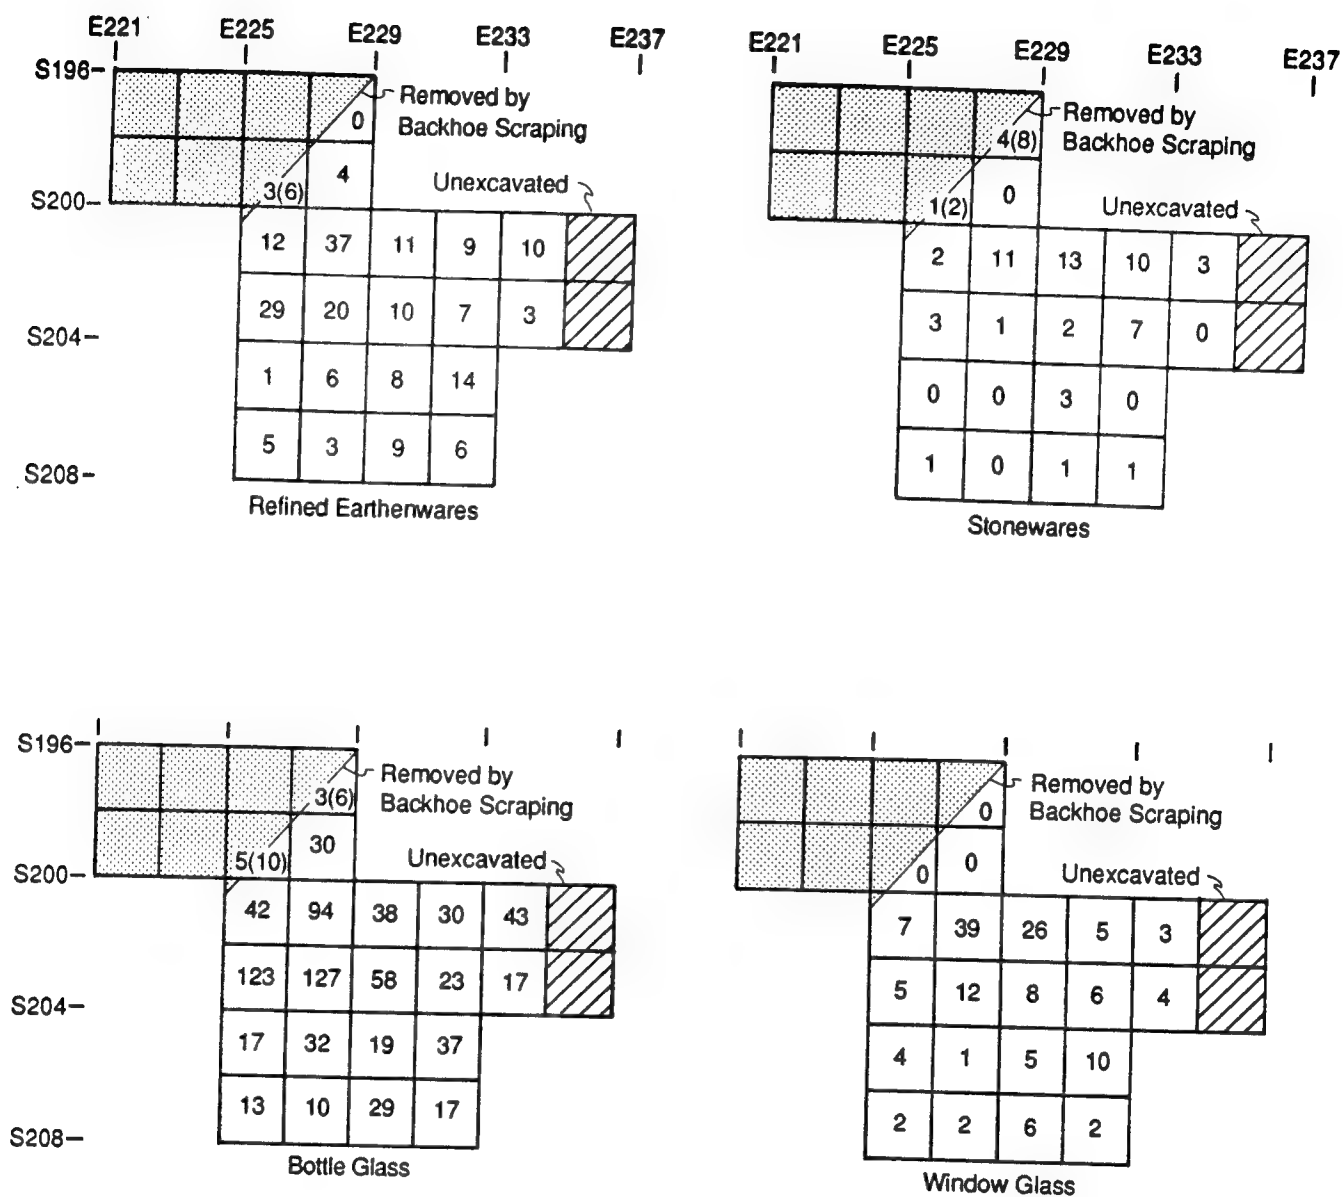 E221 E225 E229 E233 E237
S196
Removed by
Backhoe Scraping
0
3(6) 4
Unexcavated
S200
12 37 11 9 10
29 20 10 7 3
S204
1 6 8 14
5 3 9 6
S208
Refined Earthenwares
E221 E225 E229 E233 E237
Removed by
Backhoe Scraping
4(8)
1(2) 0
Unexcavated
2 11 13 10 3
3 1 2 7 0
0 0 3 0
1 0 1 1
Stonewares
S196
Removed by
Backhoe Scraping
3(6)
5(10) 30
Unexcavated
S200
42 94 38 30 43
123 127 58 23 17
S204
17 32 19 37
13 10 29 17
S208
Bottle Glass
Removed by
Backhoe Scraping
0
0 0
Unexcavated
7 39 26 5 3
5 12 8 6 4
4 1 5 10
2 2 6 2
Window Glass